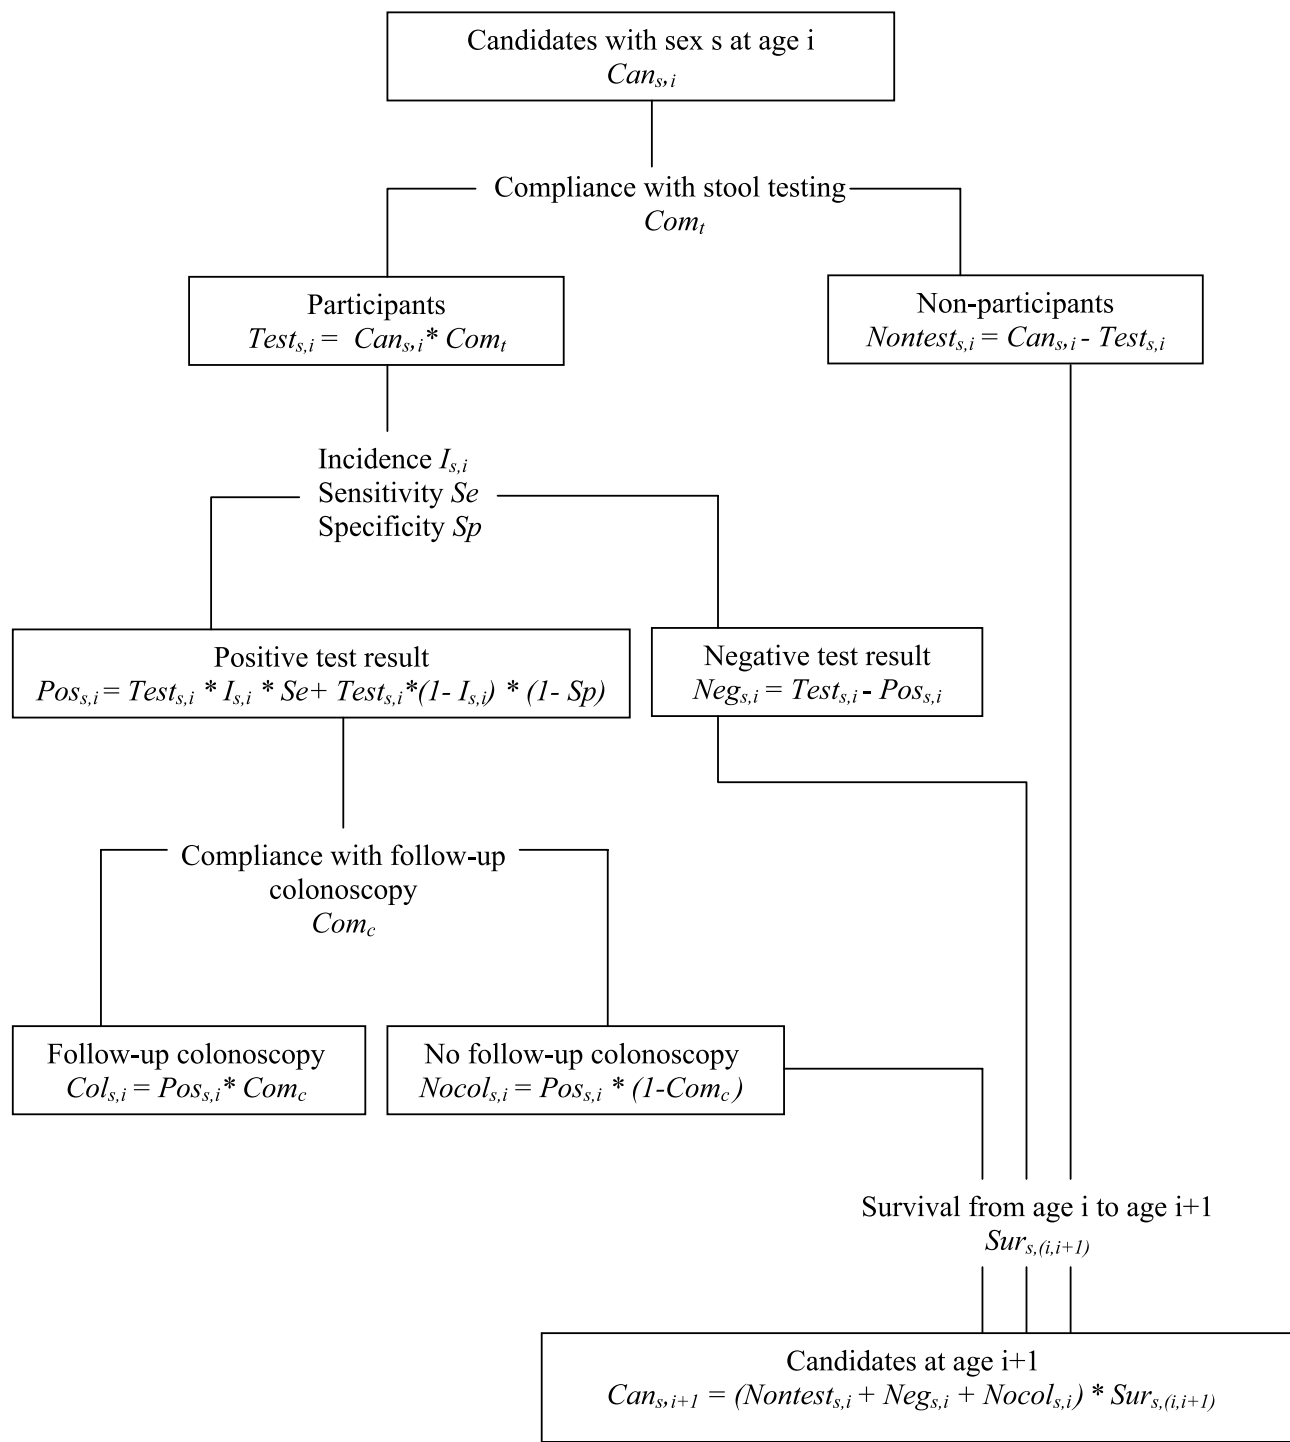 Candidates with sex s at age i
Can_{s,i}
Compliance with stool testing
Com_t
Participants
Test_{s,i} = Can_{s,i}* Com_t
Non-participants
Nontest_{s,i} = Can_{s,i} - Test_{s,i}
Incidence I_{s,i}
Sensitivity Se
Specificity Sp
Positive test result
Pos_{s,i} = Test_{s,i} * I_{s,i} * Se+ Test_{s,i}*(1- I_{s,i}) * (1- Sp)
Negative test result
Neg_{s,i} = Test_{s,i} - Pos_{s,i}
Compliance with follow-up
colonoscopy
Com_c
Follow-up colonoscopy
Col_{s,i} = Pos_{s,i}* Com_c
No follow-up colonoscopy
Nocol_{s,i} = Pos_{s,i} * (1-Com_c)
Survival from age i to age i+1
Sur_{s,(i,i+1)}
Candidates at age i+1
Can_{s,i+1} = (Nontest_{s,i} + Neg_{s,i} + Nocol_{s,i}) * Sur_{s,(i,i+1)}